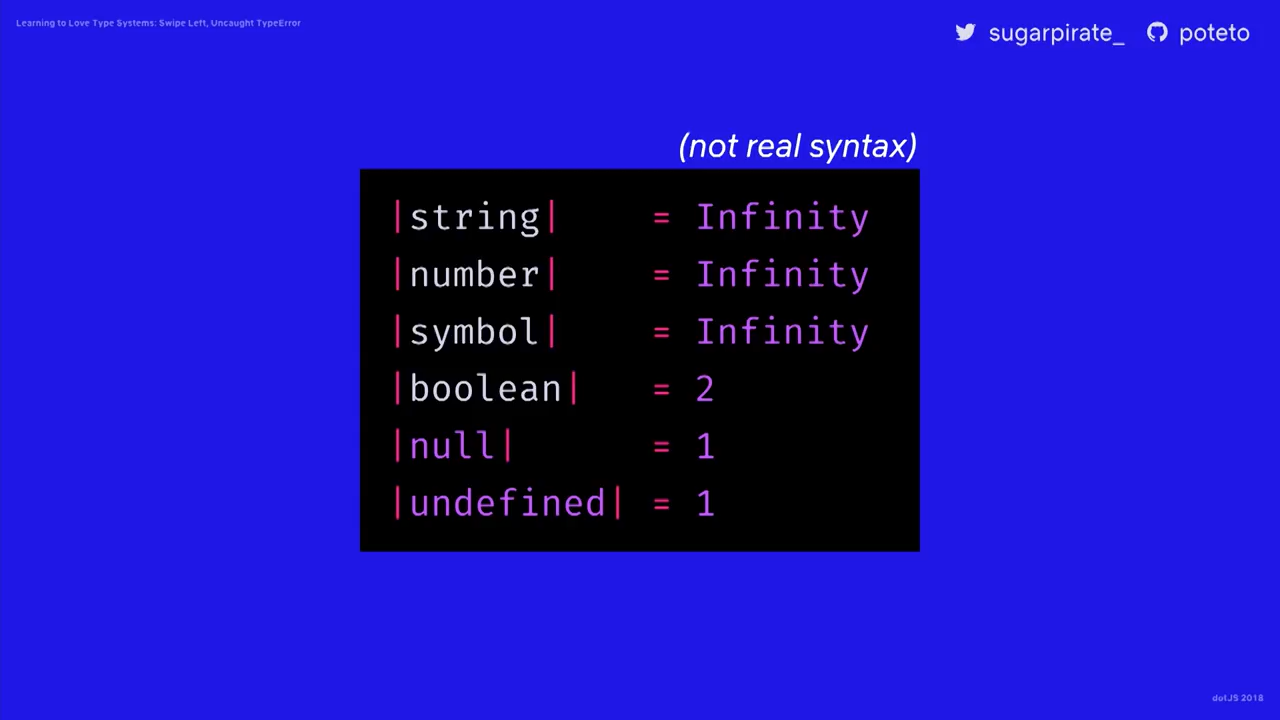 Learning to Love Type Systems: Swipe Left, Uncaught TypeError
sugarpirate_ poteto
(not real syntax)
|string| = Infinity
|number| = Infinity
|symbol| = Infinity
|boolean| = 2
|null| = 1
|undefined| = 1
dotJS 2018